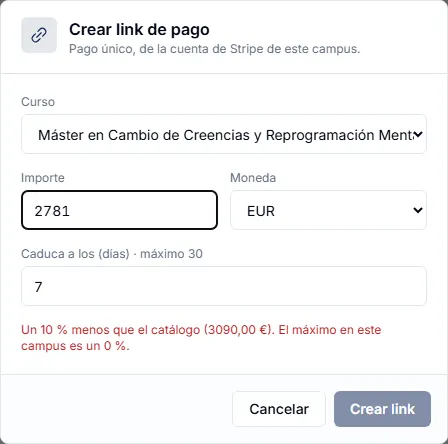 Crear link de pago
Pago único, de la cuenta de Stripe de este campus.
Curso
Máster en Cambio de Creencias y Reprogramación Ment
Importe
Moneda
2781
EUR
Caduca a los (días) · máximo 30
7
Un 10 % menos que el catálogo (3090,00 €). El máximo en este
campus es un 0 %.
Cancelar
Crear link